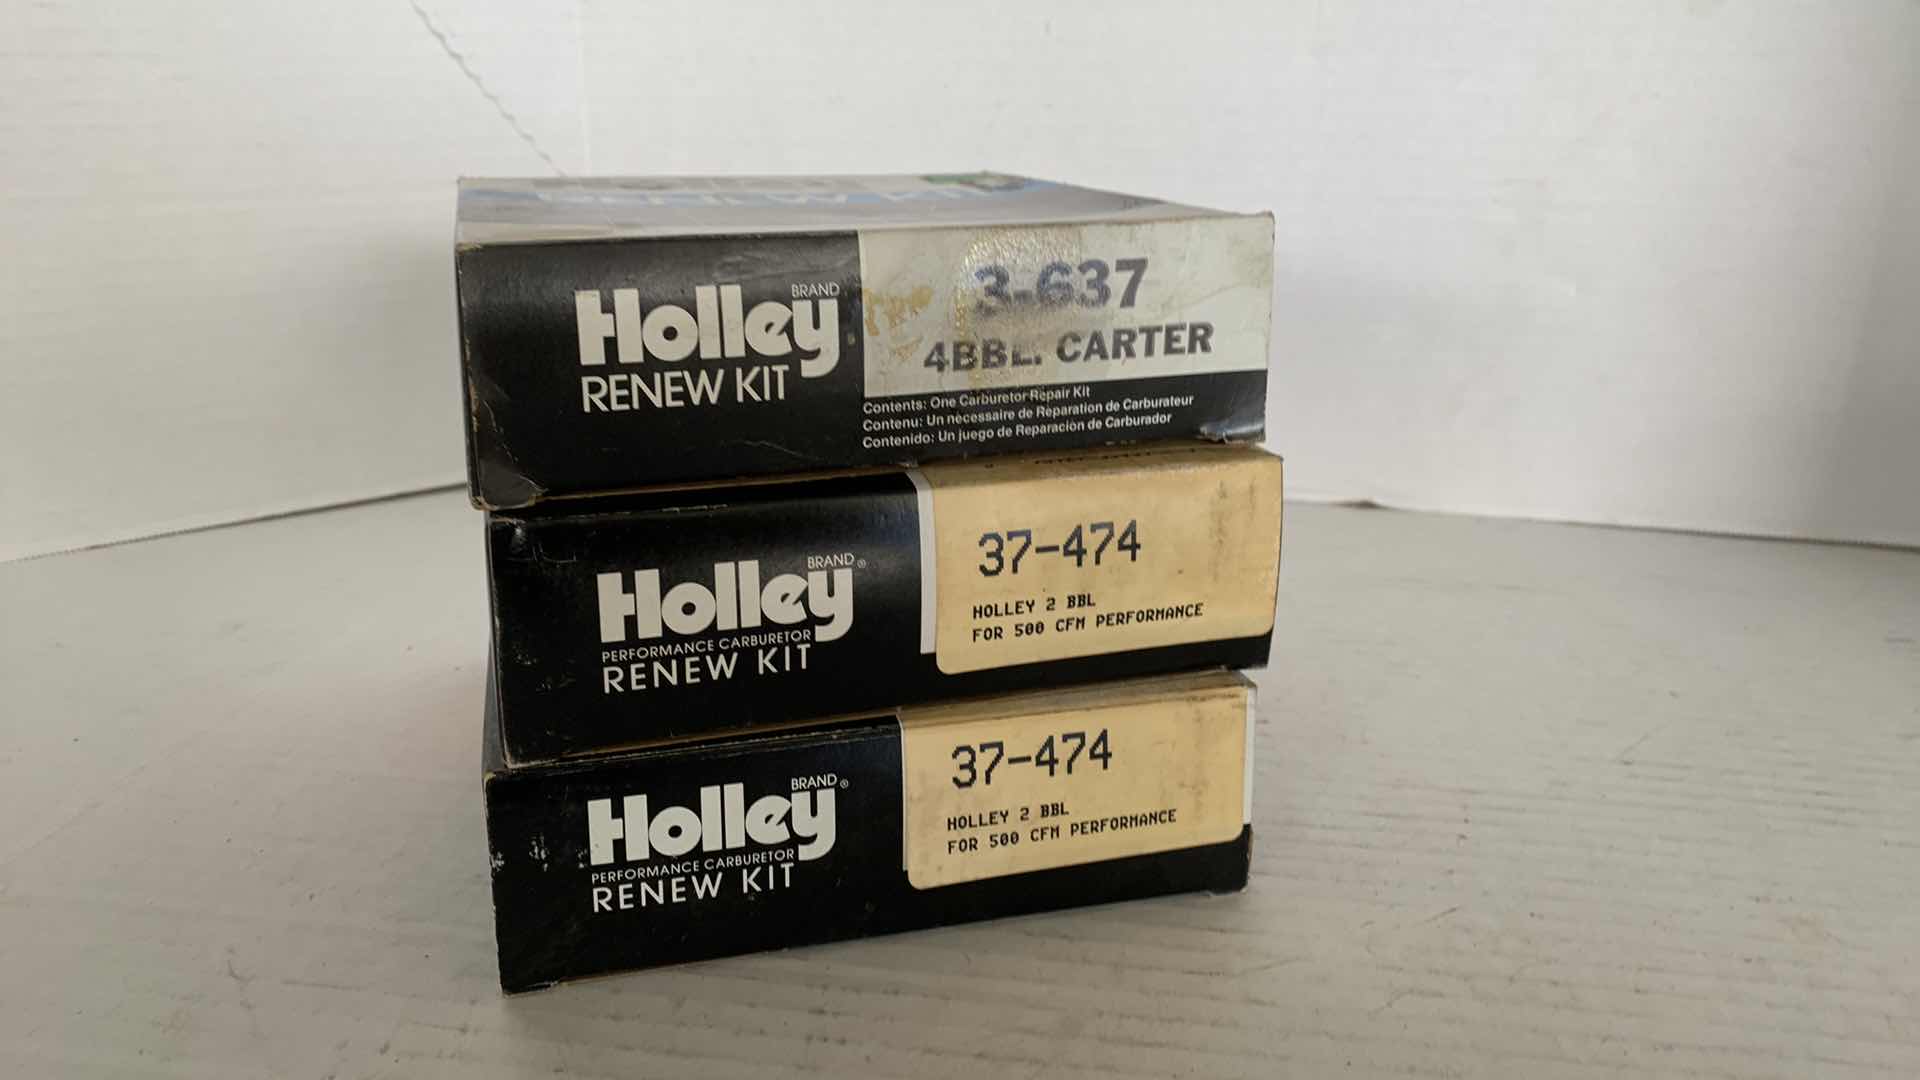 BRAND
Holley
RENEW KIT
3-637
4BBL. CARTER
Contents: One Carburetor Repair Kit
Contenu: Un nécessaire de Réparation de Carburateur
Contenido: Un juego de Reparación de Carburador
BRAND
Holley®
PERFORMANCE CARBURETOR
RENEW KIT
37-474
HOLLEY 2 BBL
FOR 500 CFM PERFORMANCE
BRAND
Holley®
PERFORMANCE CARBURETOR
RENEW KIT
37-474
HOLLEY 2 BBL
FOR 500 CFM PERFORMANCE